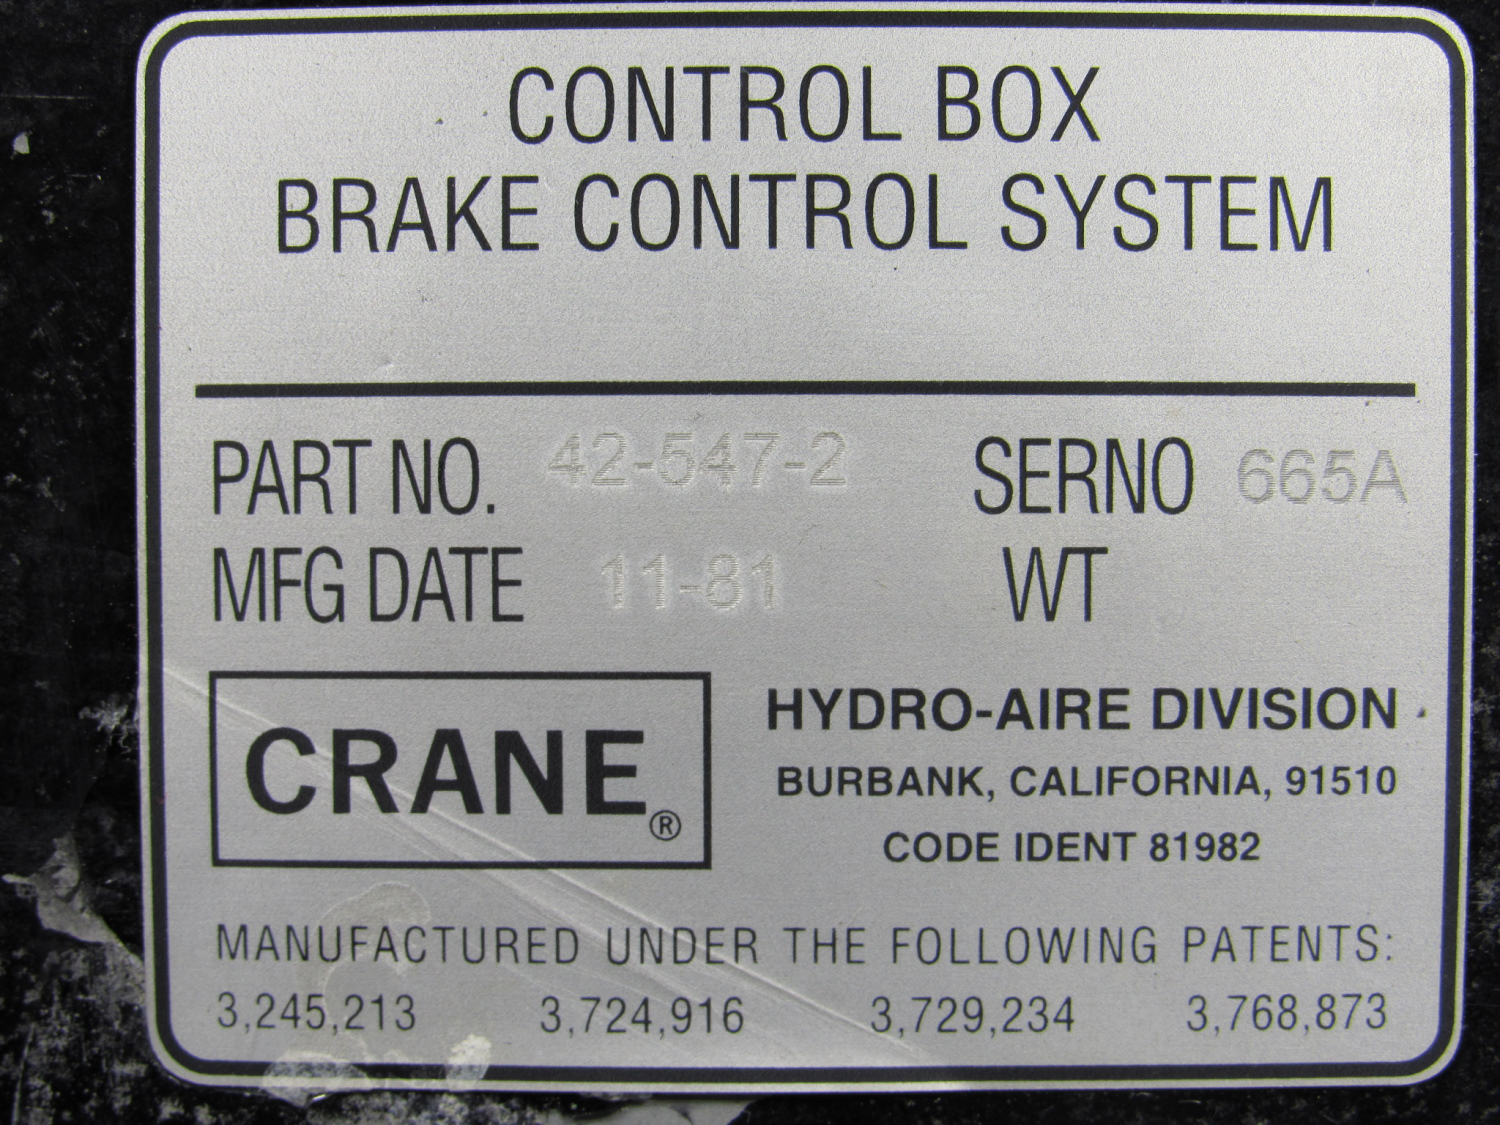 CONTROL BOX
BRAKE CONTROL SYSTEM
PART NO. 42-547-2 SERNO 665A
MFG DATE 11-81 WT
CRANE®
HYDRO-AIRE DIVISION
BURBANK, CALIFORNIA, 91510
CODE IDENT 81982
MANUFACTURED UNDER THE FOLLOWING PATENTS:
3,245,213 3,724,916 3,729,234 3,768,873